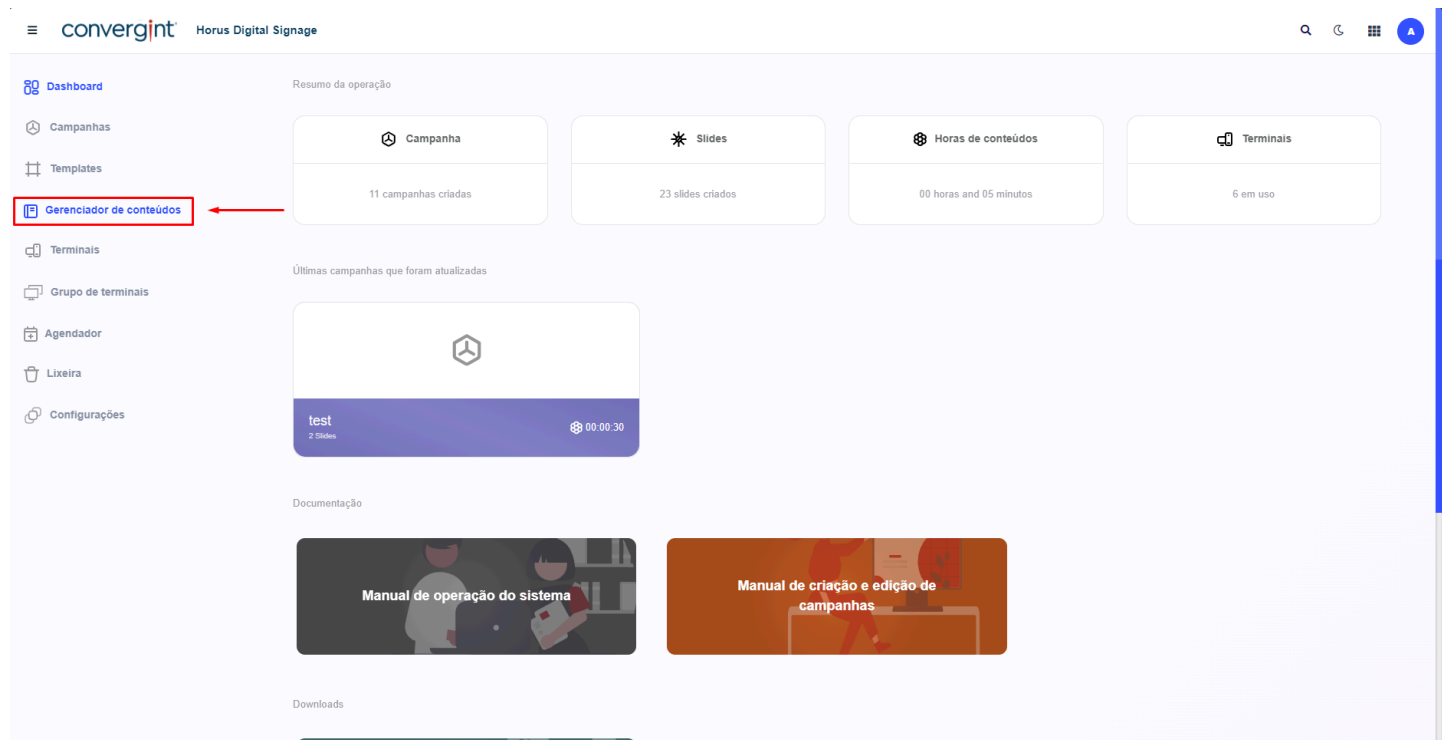 convergint
Horus Digital Signage
A
Dashboard
Campanhas
Templates
Gerenciador de conteúdos
Terminais
Grupo de terminais
Agendador
Lixeira
Configurações
Resumo da operação
Campanha
11 campanhas criadas
Slides
23 slides criados
Horas de conteúdos
00 horas and 05 minutos
Terminais
6 em uso
Últimas campanhas que foram atualizadas
test
2 Slides
00:00:30
Documentação
Manual de operação do sistema
Manual de criação e edição de
campanhas
Downloads